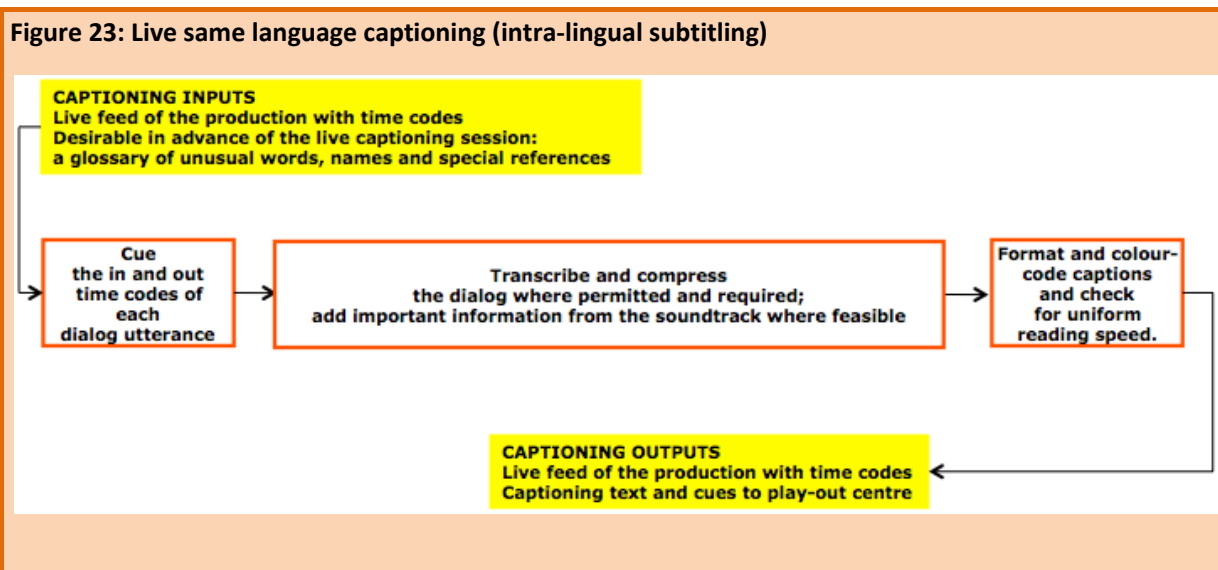 Figure 23: Live same language captioning (intra-lingual subtitling)
CAPTIONING INPUTS
Live feed of the production with time codes
Desirable in advance of the live captioning session:
a glossary of unusual words, names and special references
Cue
the in and out
time codes of
each
dialog utterance
Transcribe and compress
the dialog where permitted and required;
add important information from the soundtrack where feasible
Format and colour-
code captions
and check
for uniform
reading speed.
CAPTIONING OUTPUTS
Live feed of the production with time codes
Captioning text and cues to play-out centre